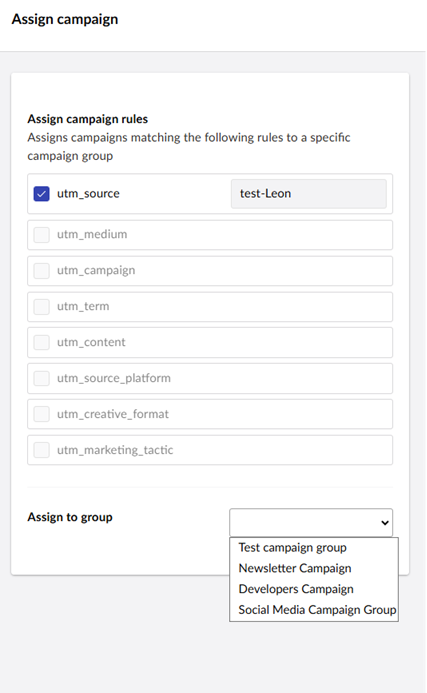 Assign campaign
Assign campaign rules
Assigns campaigns matching the following rules to a specific
campaign group
utm_source
test-Leon
utm_medium
utm_campaign
utm_term
utm_content
utm_source_platform
utm_creative_format
utm_marketing_tactic
Assign to group
Test campaign group
Newsletter Campaign
Developers Campaign
Social Media Campaign Group